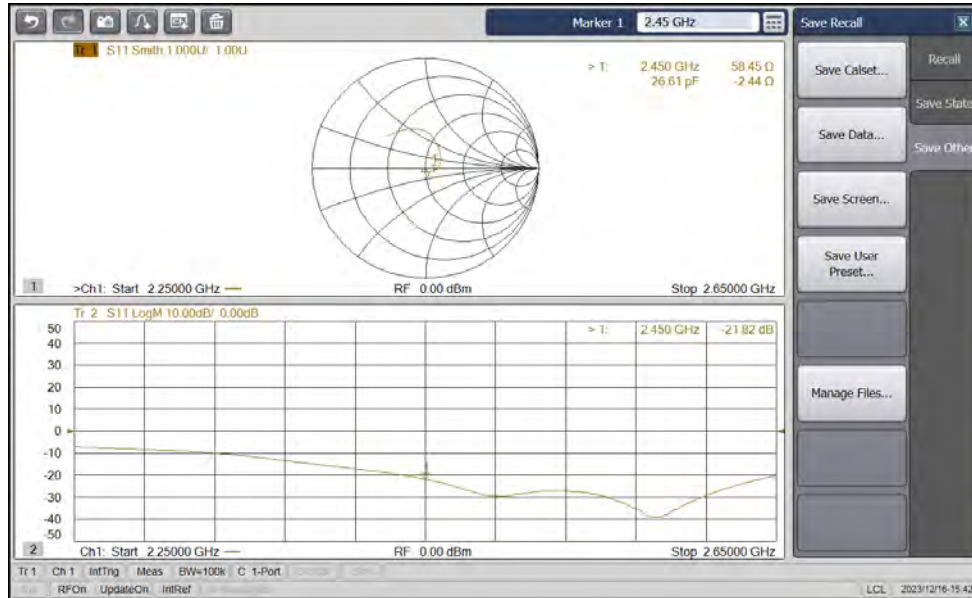 Marker 1 2.45 GHz
Save Recall X
Tr 1 S11 Smith 1.000U/ 1.00U
> 1: 2.450 GHz 58.45 Ω
26.61 pF -2.44 Ω
1 >Ch1: Start 2.25000 GHz
RF 0.00 dBm
Stop 2.65000 GHz
Tr 2 S11 LogM 10.00dB/ 0.00dB
> 1: 2.450 GHz -21.82 dB
50
40
30
20
10
0
-10
-20
-30
-40
-50
2 Ch1: Start 2.25000 GHz
RF 0.00 dBm
Stop 2.65000 GHz
Save Calset...
Save Data...
Save Screen...
Save User
Preset...
Manage Files...
Recall
Save State
Save Other
Tr 1 Ch 1 IntTrig Meas BW=100k C 1-Port
RFOn UpdateOn IntRef
LCL 2023/12/16-15:42